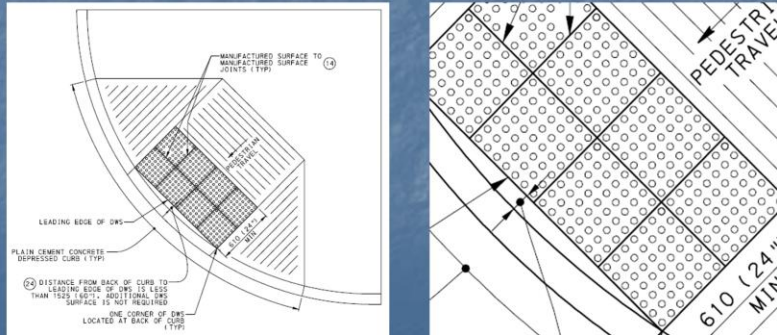 MANUFACTURED SURFACE TO
MANUFACTURED SURFACE
JOINTS (TYP)
14
PEDESTRIAN
TRAVEL
LEADING EDGE OF DWS
PLAIN CEMENT CONCRETE
DEPRESSED CURB (TYP)
610 (24")
MIN
24 DISTANCE FROM BACK OF CURB TO
LEADING EDGE OF DWS IS LESS
THAN 1525 (60"), ADDITIONAL DWS
SURFACE IS NOT REQUIRED
ONE CORNER OF DWS
LOCATED AT BACK OF CURB
(TYP)
PEDESTRI
TRAVEL
610 (24"
MIN